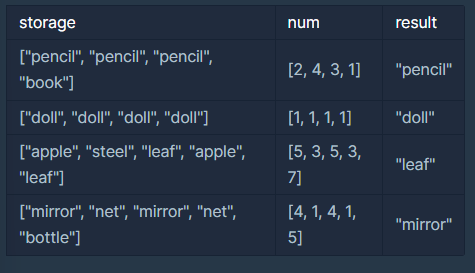 storage num result
["pencil", "pencil", "pencil", "book"] [2, 4, 3, 1] "pencil"
["doll", "doll", "doll", "doll"] [1, 1, 1, 1] "doll"
["apple", "steel", "leaf", "apple", "leaf"] [5, 3, 5, 3, 7] "leaf"
["mirror", "net", "mirror", "net", "bottle"] [4, 1, 4, 1, 5] "mirror"